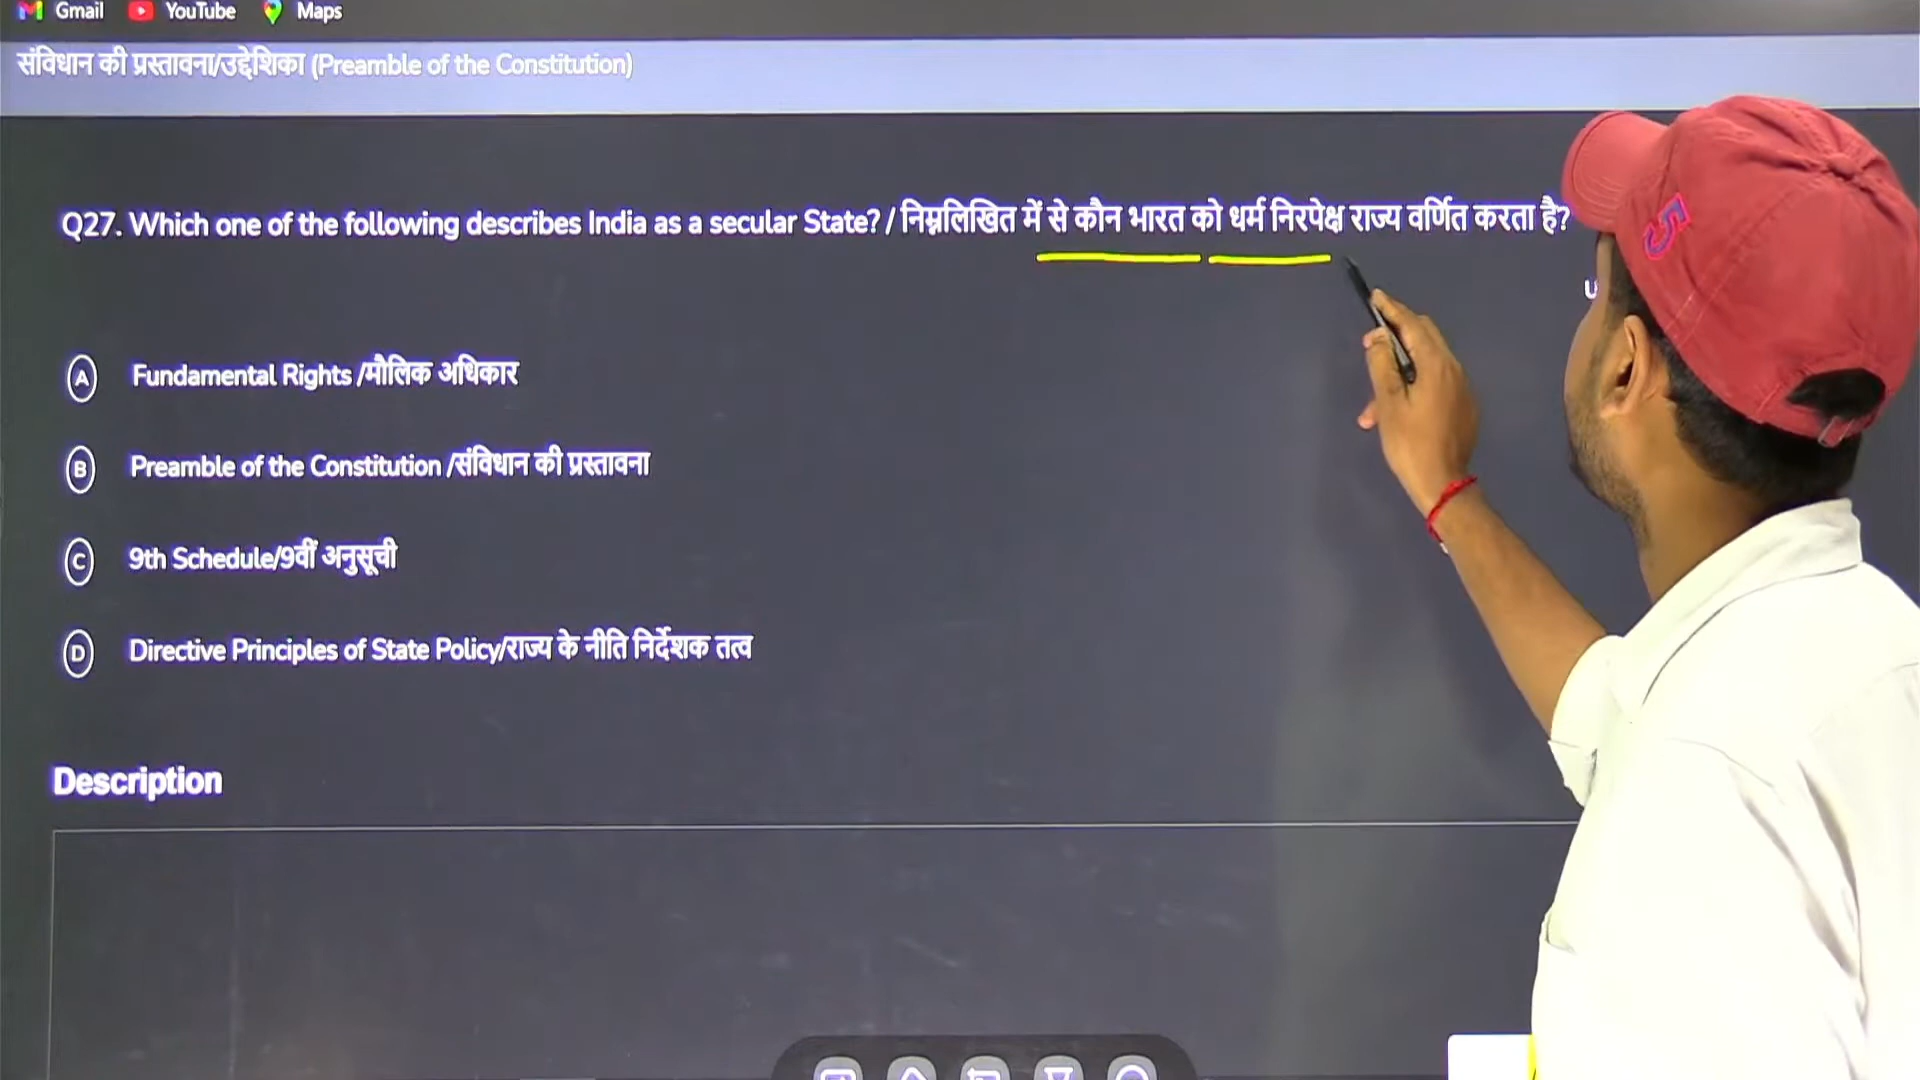 Gmail YouTube Maps
संविधान की प्रस्तावना/उद्देशिका (Preamble of the Constitution)
Q27. Which one of the following describes India as a secular State? / निम्नलिखित में से कौन भारत को धर्म निरपेक्ष राज्य वर्णित करता है?
A Fundamental Rights /मौलिक अधिकार
B Preamble of the Constitution /संविधान की प्रस्तावना
C 9th Schedule/9वीं अनुसूची
D Directive Principles of State Policy/राज्य के नीति निर्देशक तत्व
Description